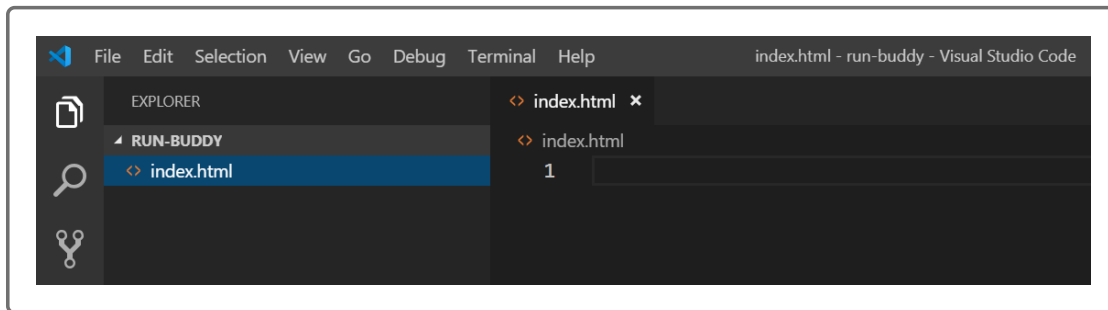 File Edit Selection View Go Debug Terminal Help index.html - run-buddy - Visual Studio Code
EXPLORER
RUN-BUDDY
index.html
index.html
index.html
1